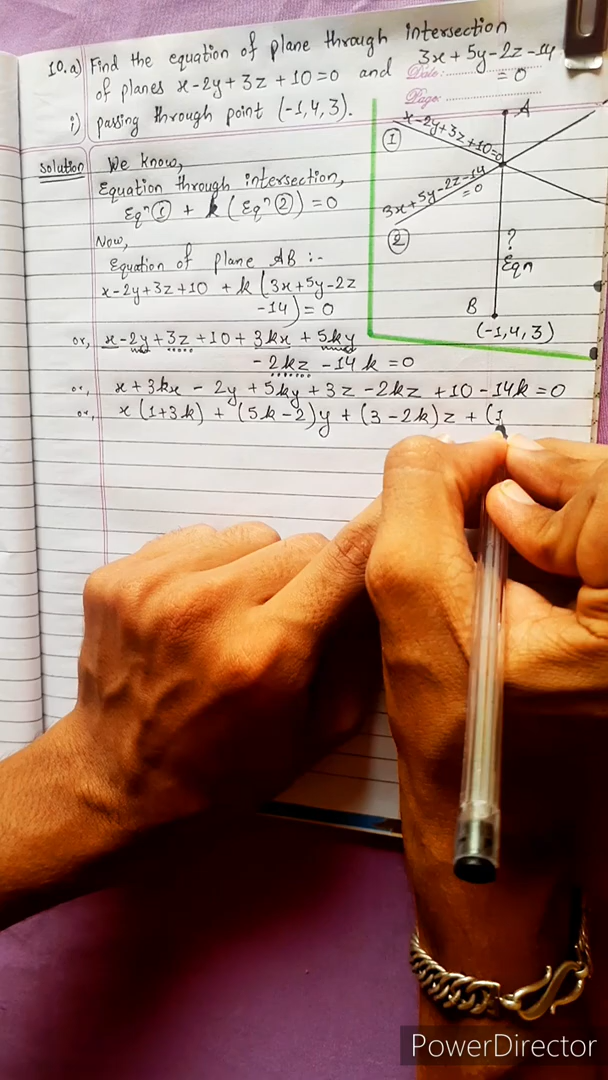 10.a) Find the equation of plane through intersection
of planes x-2y+3z+10=0 and 3x+5y-2z-14
=0
Date:
Page:
i) passing through point (-1,4,3).
Solution We know,
Equation through intersection,
Eqⁿ① + k (Eqⁿ②) = 0
Now,
Equation of plane AB :-
x-2y+3z+10 + k(3x+5y-2z
-14) = 0
or, x-2y+3z+10+3kx+5ky
-2kz-14k=0
or, x+3kx-2y+5ky+3z-2kz+10-14k=0
or, x(1+3k)+(5k-2)y+(3-2k)z+(1
A
① x-2y+3z+10=0
3x+5y-2z-14
=0
②
?
Eqn
B
(-1,4,3)
PowerDirector